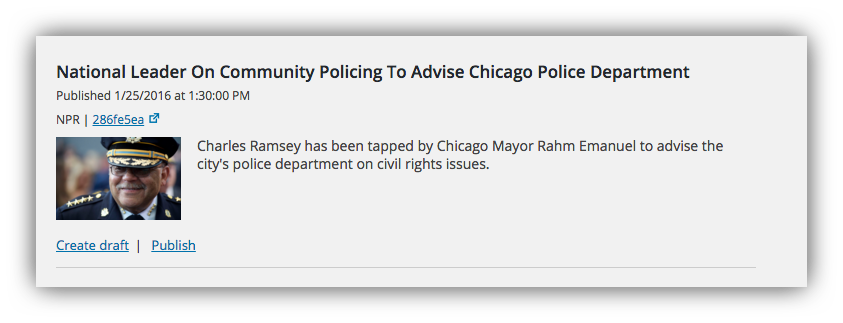 National Leader On Community Policing To Advise Chicago Police Department
Published 1/25/2016 at 1:30:00 PM
NPR | 286fe5ea
Charles Ramsey has been tapped by Chicago Mayor Rahm Emanuel to advise the
city's police department on civil rights issues.
Create draft | Publish